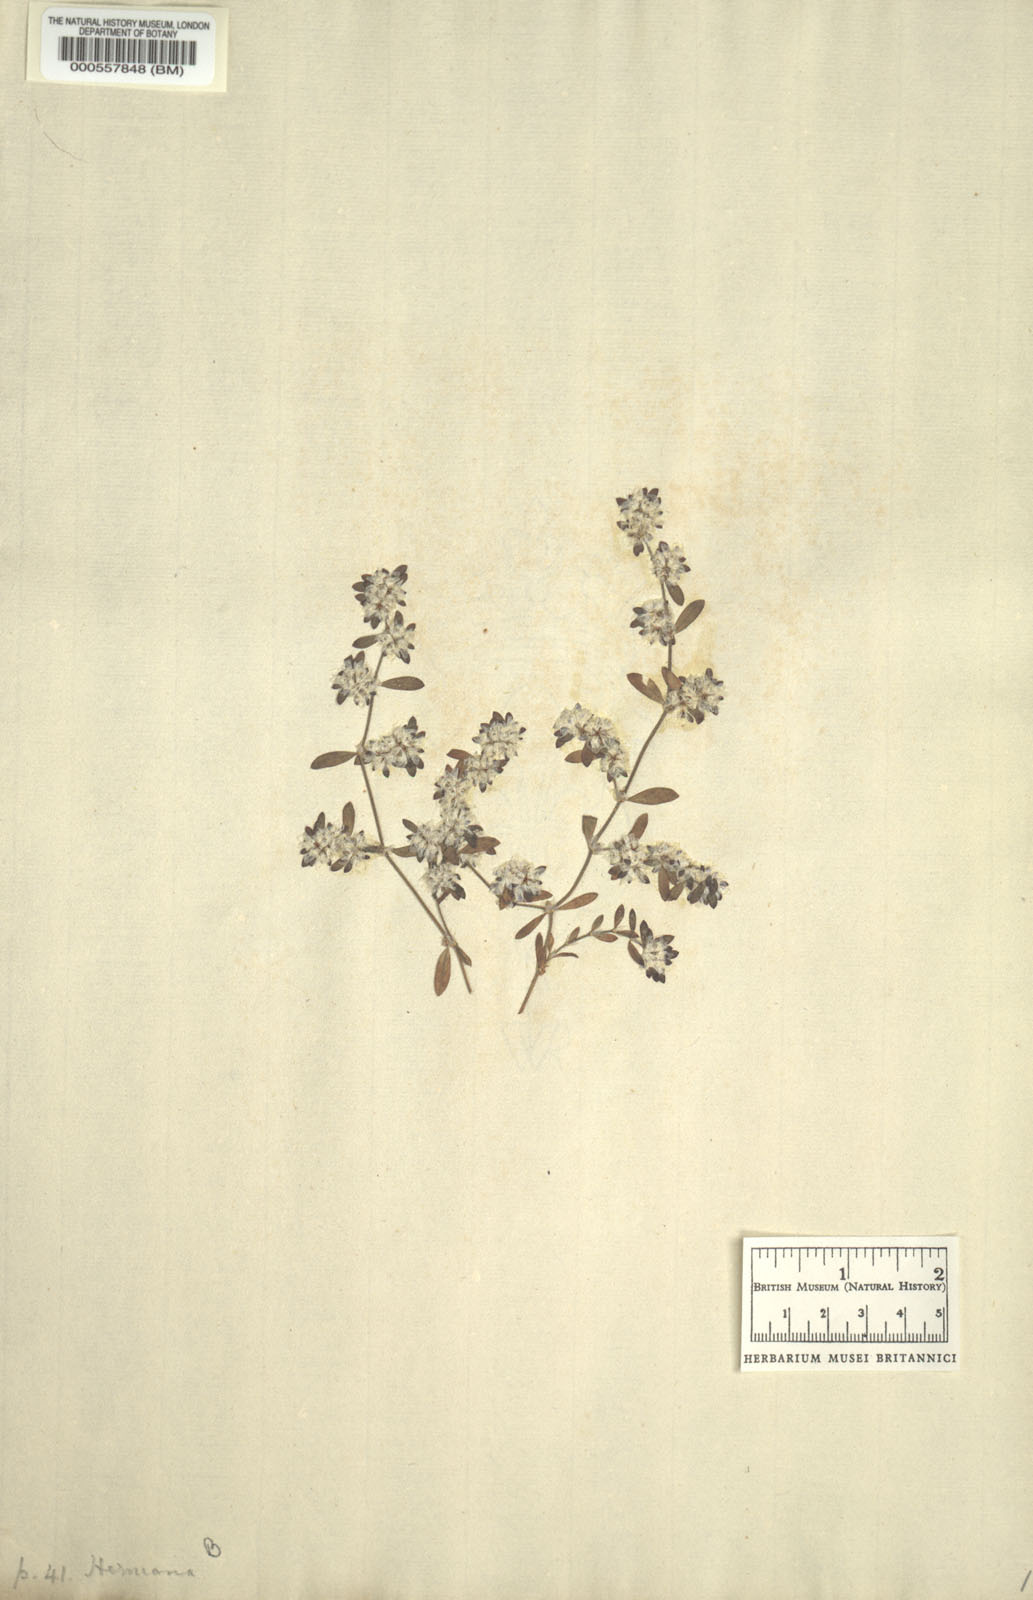 THE NATURAL HISTORY MUSEUM, LONDON
DEPARTMENT OF BOTANY
000557848 (BM)
1 2
BRITISH MUSEUM (NATURAL HISTORY)
1 2 3 4 5
HERBARIUM MUSEI BRITANNICI
B
p. 41. Herniaria
1